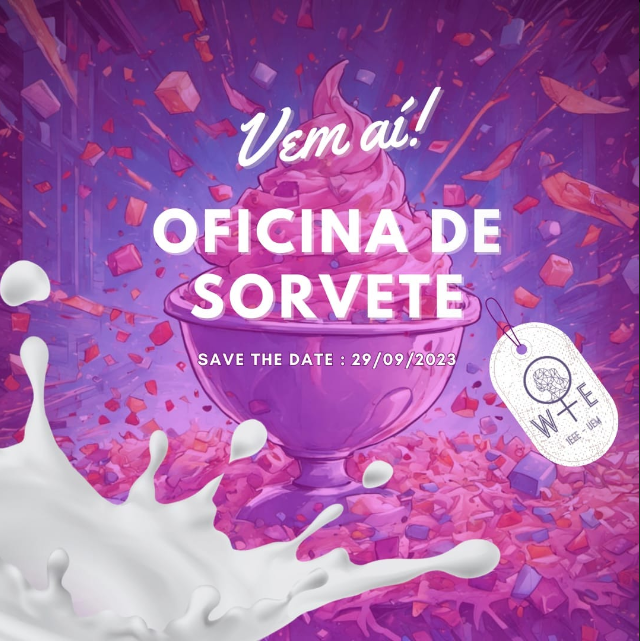 Vem aí!
OFICINA DE
SORVETE
SAVE THE DATE : 29/09/2023
W+E
IEEE - UEM